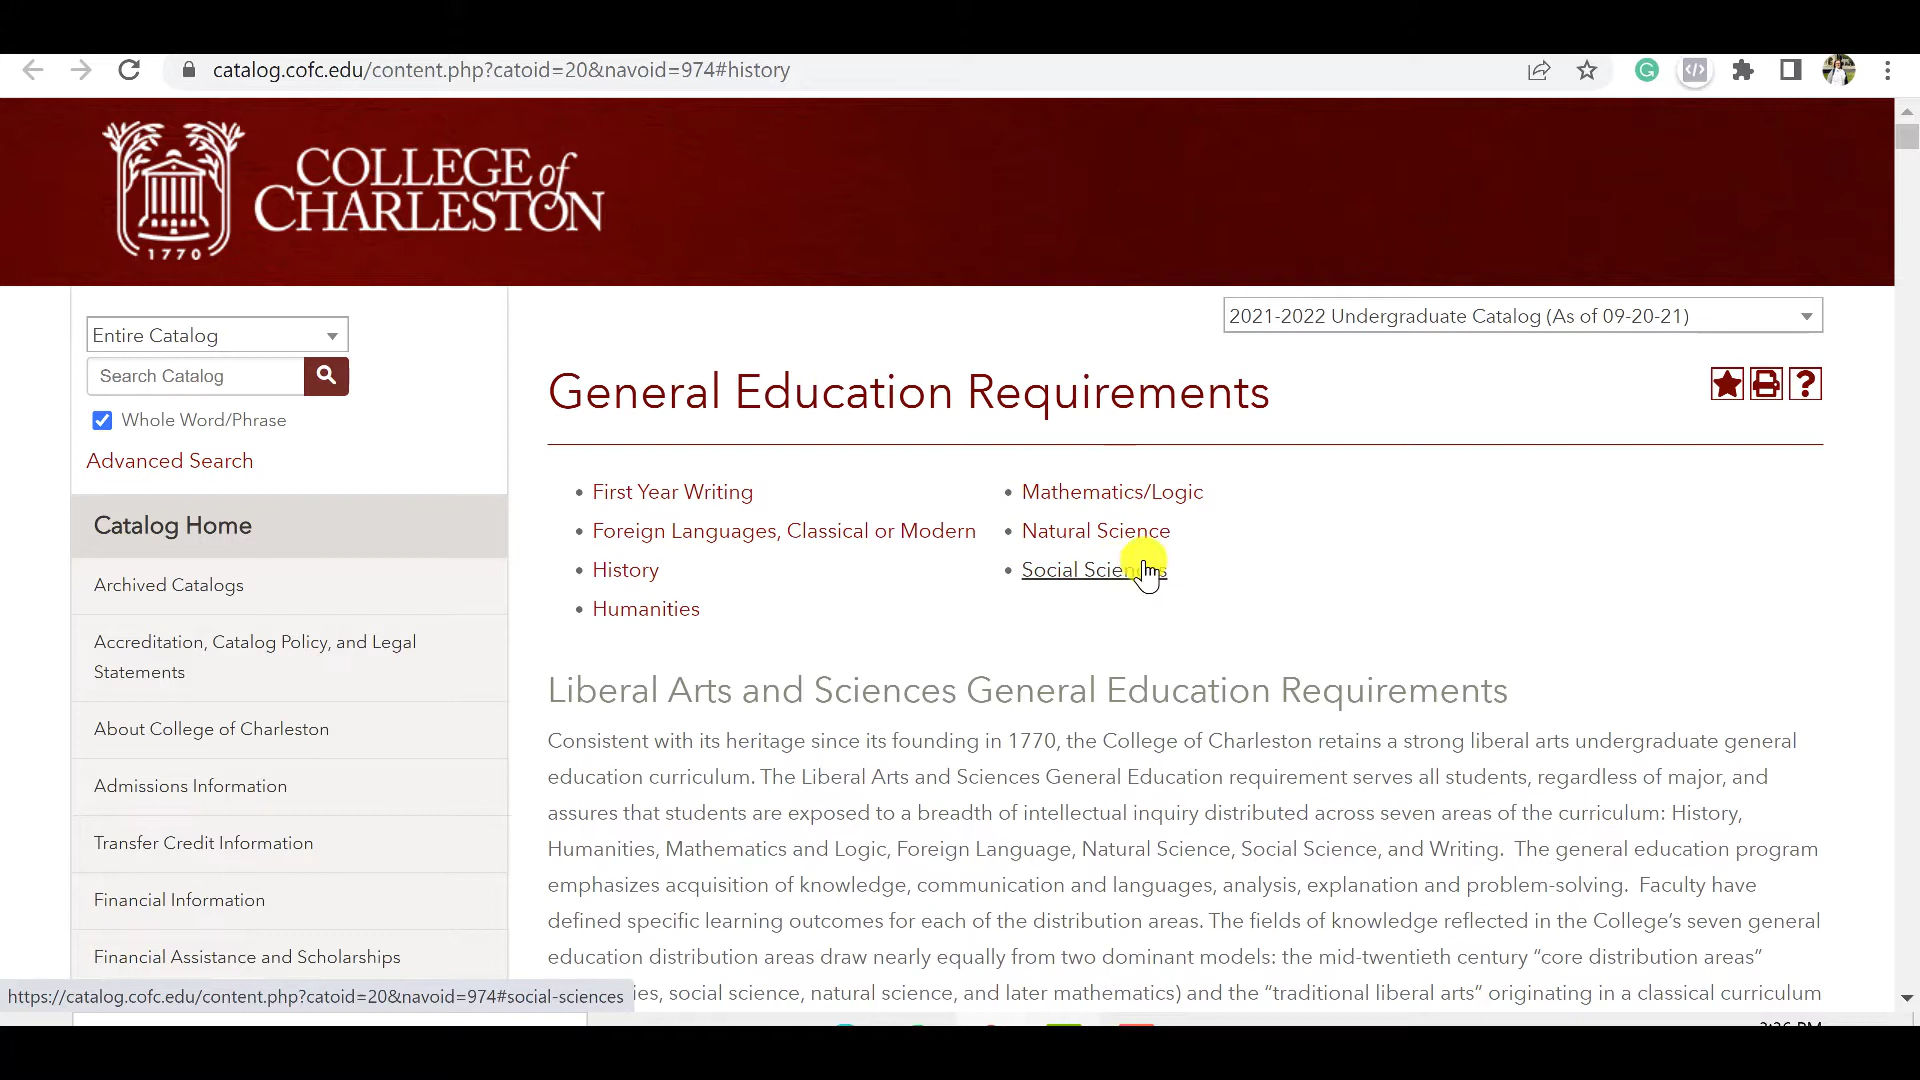 catalog.cofc.edu/content.php?catoid=20&navoid=974#history
COLLEGE of
CHARLESTON
1770
Entire Catalog
2021-2022 Undergraduate Catalog (As of 09-20-21)
Search Catalog
Whole Word/Phrase
Advanced Search
General Education Requirements
?
First Year Writing
Foreign Languages, Classical or Modern
History
Humanities
Mathematics/Logic
Natural Science
Social Sciences
Catalog Home
Archived Catalogs
Accreditation, Catalog Policy, and Legal
Statements
About College of Charleston
Admissions Information
Transfer Credit Information
Financial Information
Financial Assistance and Scholarships
Liberal Arts and Sciences General Education Requirements
Consistent with its heritage since its founding in 1770, the College of Charleston retains a strong liberal arts undergraduate general
education curriculum. The Liberal Arts and Sciences General Education requirement serves all students, regardless of major, and
assures that students are exposed to a breadth of intellectual inquiry distributed across seven areas of the curriculum: History,
Humanities, Mathematics and Logic, Foreign Language, Natural Science, Social Science, and Writing. The general education program
emphasizes acquisition of knowledge, communication and languages, analysis, explanation and problem-solving. Faculty have
defined specific learning outcomes for each of the distribution areas. The fields of knowledge reflected in the College's seven general
education distribution areas draw nearly equally from two dominant models: the mid-twentieth century “core distribution areas”
social science, natural science, and later mathematics) and the “traditional liberal arts” originating in a classical curriculum
https://catalog.cofc.edu/content.php?catoid=20&navoid=974#social-sciences